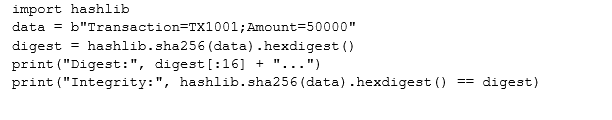 import hashlib
data = b"Transaction=TX1001;Amount=50000"
digest = hashlib.sha256(data).hexdigest()
print("Digest:", digest[:16] + "...")
print("Integrity:", hashlib.sha256(data).hexdigest() == digest)